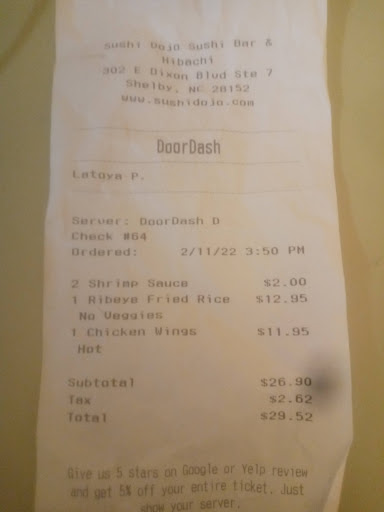 Sushi Dojo Sushi Bar &
Hibachi
302 E Dixon Blvd Ste 7
Shelby, NC 28152
www.sushidojo.com
DoorDash
Latoya P.
Server: DoorDash D
Check #64
Ordered: 2/11/22 3:50 PM
2 Shrimp Sauce $2.00
1 Ribeye Fried Rice $12.95
No Veggies
1 Chicken Wings $11.95
Hot
Subtotal $26.90
Tax $2.62
Total $29.52
Give us 5 stars on Google or Yelp review
and get 5% off your entire ticket. Just
show your server.